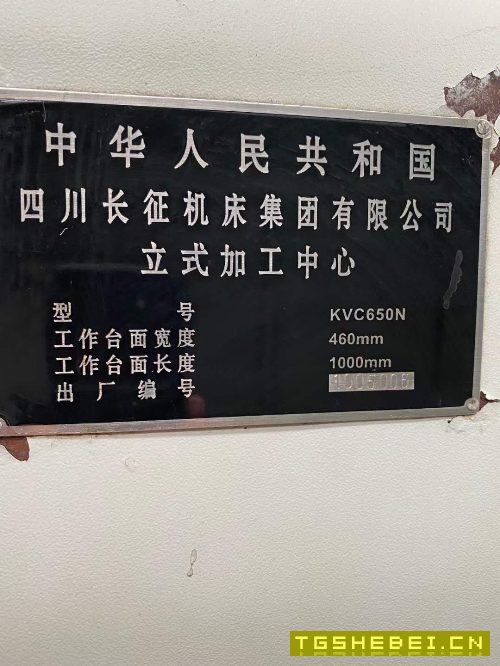 中华人民共和国
四川长征机床集团有限公司
立式加工中心
型号 KVC650N
工作台面宽度 460mm
工作台面长度 1000mm
出厂编号
TGSHEBEI.CN